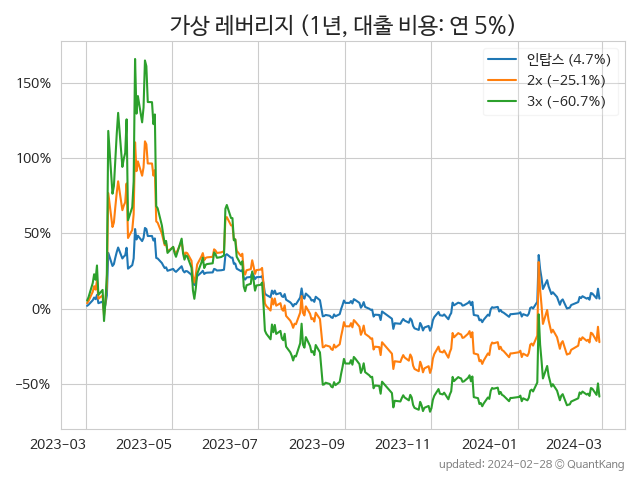 가상 레버리지 (1년, 대출 비용: 연 5%)
인탑스 (4.7%)
2x (−25.1%)
3x (−60.7%)
150%
100%
50%
0%
−50%
2023-03 2023-05 2023-07 2023-09 2023-11 2024-01 2024-03
updated: 2024-02-28 © QuantKang